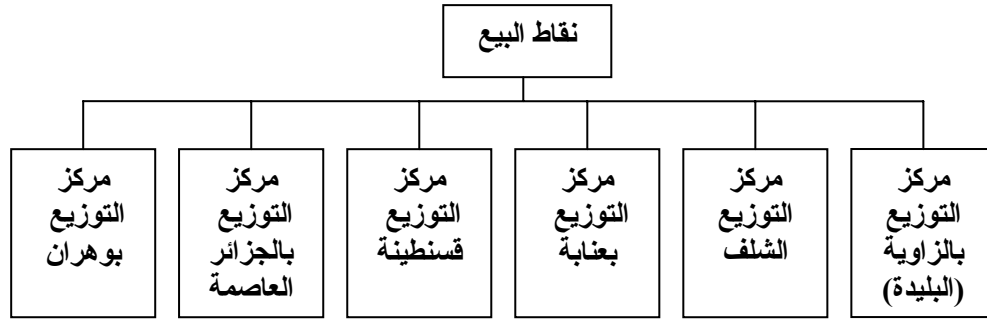 نقاط البيع
مركز
التوزيع
بالزاوية
(البليدة)
مركز
التوزيع
الشلف
مركز
التوزيع
بعنابة
مركز
التوزيع
قسنطينة
مركز
التوزيع
بالجزائر
العاصمة
مركز
التوزيع
بوهران